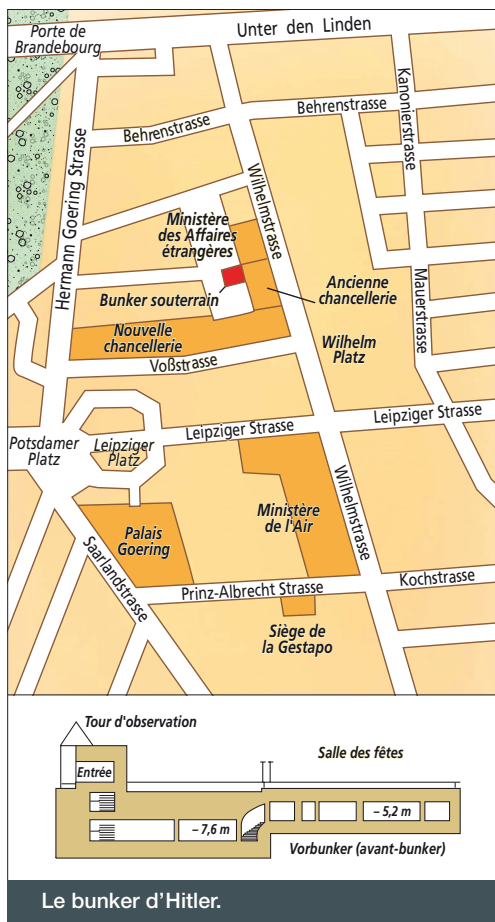 Porte de
Brandebourg
Unter den Linden
Behrenstrasse
Behrenstrasse
Kanonierstrasse
Hermann Goering Strasse
Wilhelmstrasse
Ministère
des Affaires
étrangères
Bunker souterrain
Ancienne
chancellerie
Nouvelle
chancellerie
Mauerstrasse
Wilhelm
Platz
Voßstrasse
Leipziger Strasse
Leipziger Strasse
Potsdamer
Platz
Leipziger
Platz
Wilhelmstrasse
Ministère
de l'Air
Palais
Goering
Saarlandstrasse
Prinz-Albrecht Strasse
Kochstrasse
Siège de
la Gestapo
Tour d'observation
Entrée
Salle des fêtes
– 7,6 m
– 5,2 m
Vorbunker (avant-bunker)
Le bunker d'Hitler.